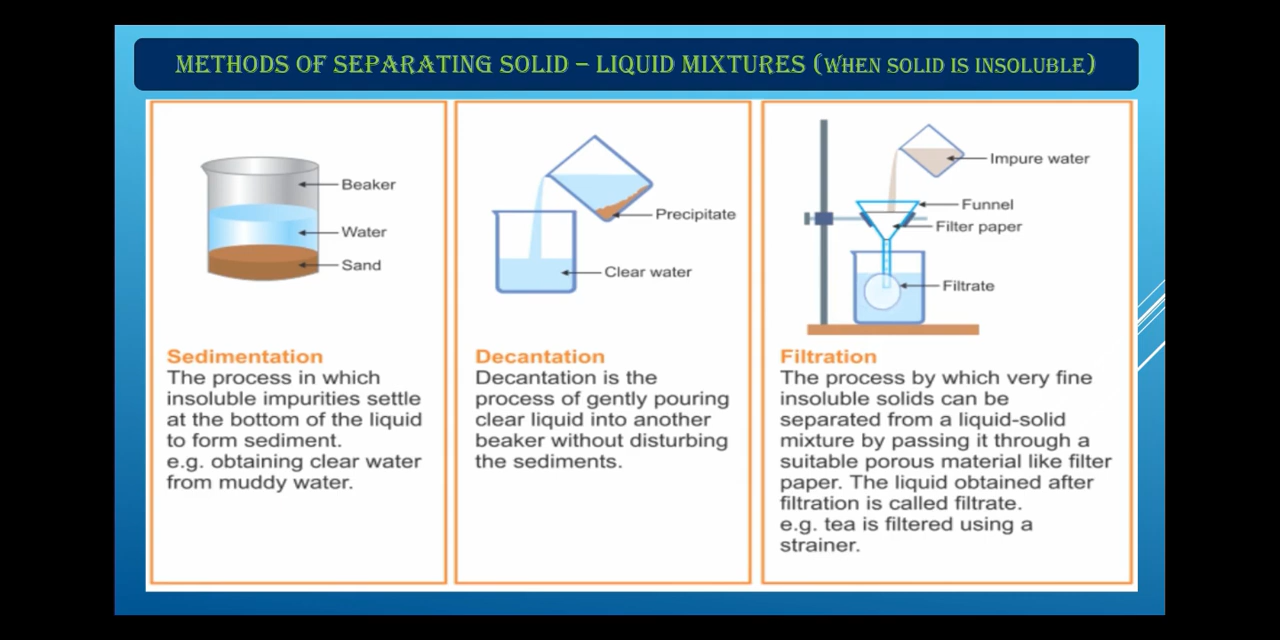 METHODS OF SEPARATING SOLID – LIQUID MIXTURES (WHEN SOLID IS INSOLUBLE)
Beaker
Water
Sand
Sedimentation
The process in which
insoluble impurities settle
at the bottom of the liquid
to form sediment.
e.g. obtaining clear water
from muddy water.
Precipitate
Clear water
Decantation
Decantation is the
process of gently pouring
clear liquid into another
beaker without disturbing
the sediments.
Impure water
Funnel
Filter paper
Filtrate
Filtration
The process by which very fine
insoluble solids can be
separated from a liquid-solid
mixture by passing it through a
suitable porous material like filter
paper. The liquid obtained after
filtration is called filtrate.
e.g. tea is filtered using a
strainer.